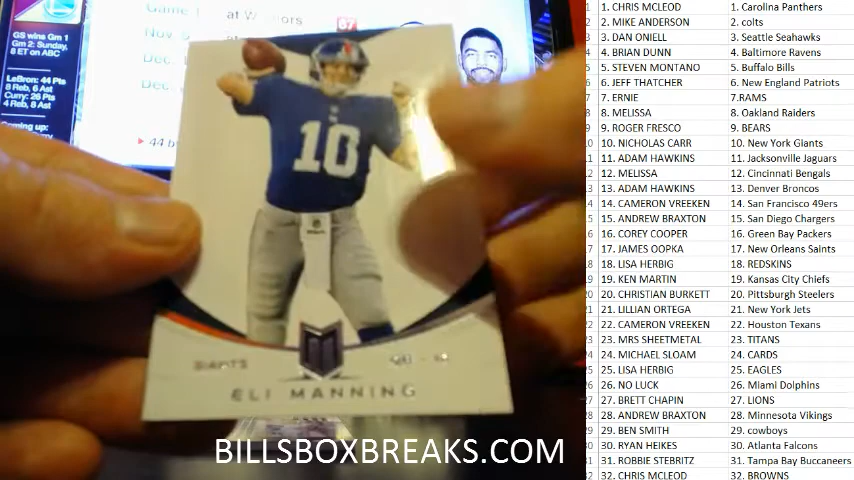 Game 1 at Warriors
67
GS wins Gm 1
Gm 2: Sunday,
8 ET on ABC
LeBron: 44 Pts
8 Reb, 6 Ast
Curry: 26 Pts
4 Reb, 8 Ast
Coming up:
Nov.
Dec.
Dec.
44
10
GIANTS
QB
M
ELI MANNING
BILLSBOXBREAKS.COM
1. CHRIS MCLEOD 1. Carolina Panthers
2. MIKE ANDERSON 2. colts
3. DAN ONIELL 3. Seattle Seahawks
4. BRIAN DUNN 4. Baltimore Ravens
5. STEVEN MONTANO 5. Buffalo Bills
6. JEFF THATCHER 6. New England Patriots
7. ERNIE 7.RAMS
8. MELISSA 8. Oakland Raiders
9. ROGER FRESCO 9. BEARS
10. NICHOLAS CARR 10. New York Giants
11. ADAM HAWKINS 11. Jacksonville Jaguars
12. MELISSA 12. Cincinnati Bengals
13. ADAM HAWKINS 13. Denver Broncos
14. CAMERON VREEKEN 14. San Francisco 49ers
15. ANDREW BRAXTON 15. San Diego Chargers
16. COREY COOPER 16. Green Bay Packers
17. JAMES OOPKA 17. New Orleans Saints
18. LISA HERBIG 18. REDSKINS
19. KEN MARTIN 19. Kansas City Chiefs
20. CHRISTIAN BURKETT 20. Pittsburgh Steelers
21. LILLIAN ORTEGA 21. New York Jets
22. CAMERON VREEKEN 22. Houston Texans
23. MRS SHEETMETAL 23. TITANS
24. MICHAEL SLOAM 24. CARDS
25. LISA HERBIG 25. EAGLES
26. NO LUCK 26. Miami Dolphins
27. BRETT CHAPIN 27. LIONS
28. ANDREW BRAXTON 28. Minnesota Vikings
29. BEN SMITH 29. cowboys
30. RYAN HEIKES 30. Atlanta Falcons
31. ROBBIE STEBRITZ 31. Tampa Bay Buccaneers
32. CHRIS MCLEOD 32. BROWNS